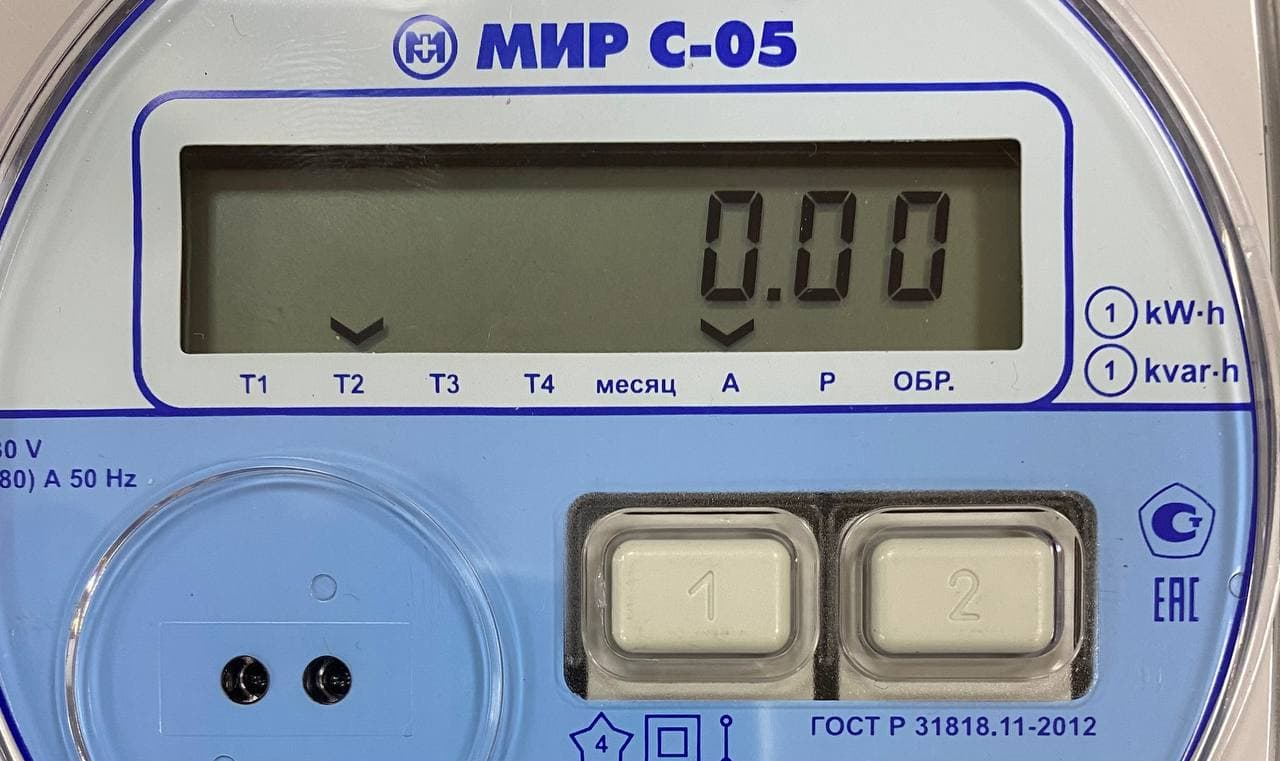 МИР С-05
0.00
1 kW·h
1 kvar·h
T1 T2 T3 T4 месяц А Р ОБР.
80) A 50 Hz
1 2
ЕАС
4
ГОСТ Р 31818.11-2012